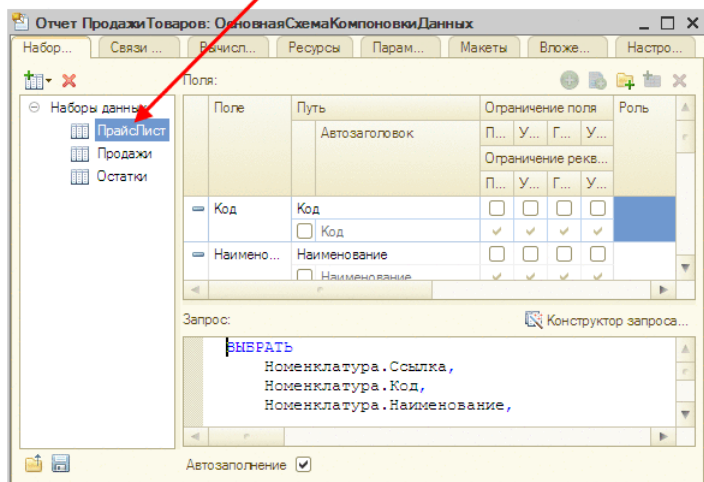 Отчет ПродажиТоваров: ОсновнаяСхемаКомпоновкиДанных
Набор... Связи ... Вычисл... Ресурсы Парам... Макеты Вложе... Настро...
Поля:
Наборы данных
ПрайсЛист
Продажи
Остатки
Поле Путь Ограничение поля Роль
Автозаголовок П... У... Г... У...
Ограничение рекв...
П... У... Г... У...
Код Код
Код
Наимено... Наименование
Наименование
Запрос: Конструктор запроса...
ВЫБРАТЬ
Номенклатура.Ссылка,
Номенклатура.Код,
Номенклатура.Наименование,
Автозаполнение